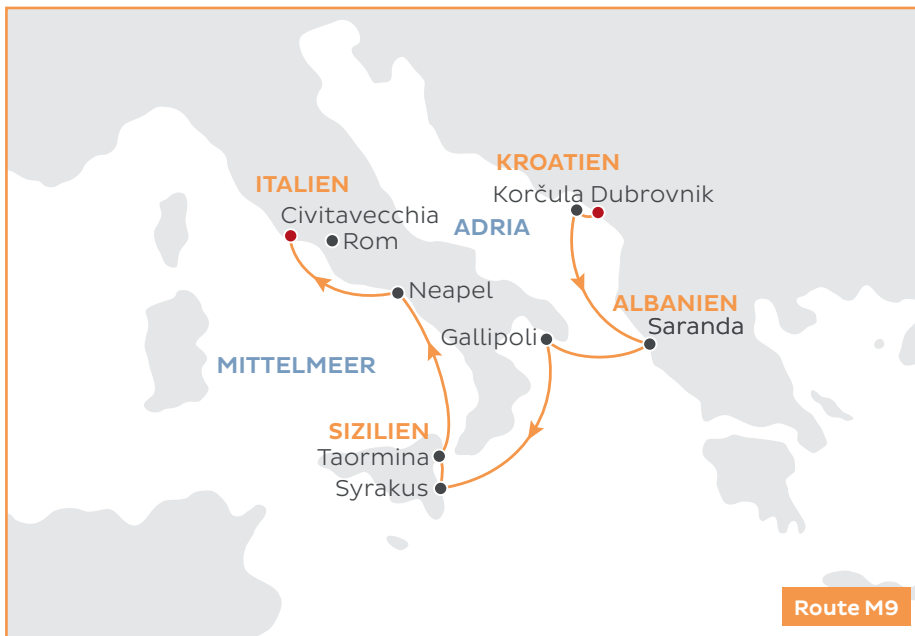 KROATIEN
Korčula Dubrovnik
ITALIEN
Civitavecchia
Rom
ADRIA
Neapel
ALBANIEN
Saranda
Gallipoli
MITTELMEER
SIZILIEN
Taormina
Syrakus
Route M9